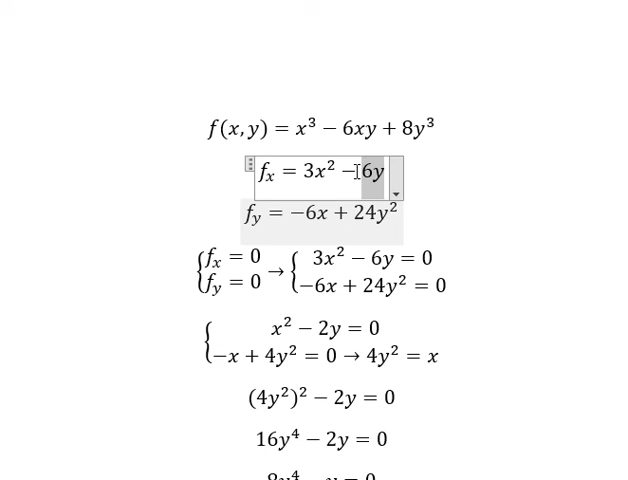 f(x, y) = x³ − 6xy + 8y³
fₓ = 3x² − 6y
f_y = −6x + 24y²
{fₓ = 0 → {3x² − 6y = 0
{f_y = 0 {−6x + 24y² = 0
{x² − 2y = 0
{−x + 4y² = 0 → 4y² = x
(4y²)² − 2y = 0
16y⁴ − 2y = 0